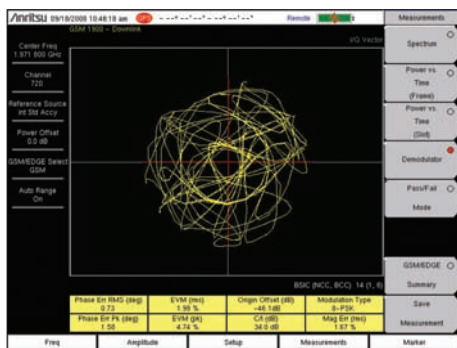 Anritsu 09/18/2008 10:48:18 am GPS Remote
Measurements
GSM 1900 - Downlink
I/Q Vector
Center Freq
1.971 800 GHz
Channel
720
Reference Source
Int Std Accy
Power Offset
0.0 dB
GSM/EDGE Select
GSM
Auto Range
On
Spectrum
Power vs.
Time
(Frame)
Power vs.
Time
(Slot)
Demodulator
Pass/Fail
Mode
GSM/EDGE
Summary
Save
Measurement
BSIC (NCC, BCC) 14 (1, 6)
Phase Err RMS (deg) EVM (rms) Origin Offset (dB) Modulation Type
0.73 1.98 % -46.1dB 8-PSK
Phase Err Pk (deg) EVM (pk) C/I (dB) Mag Err (rms)
1.50 4.74 % 34.0 dB 1.67 %
Freq Amplitude Setup Measurements Marker